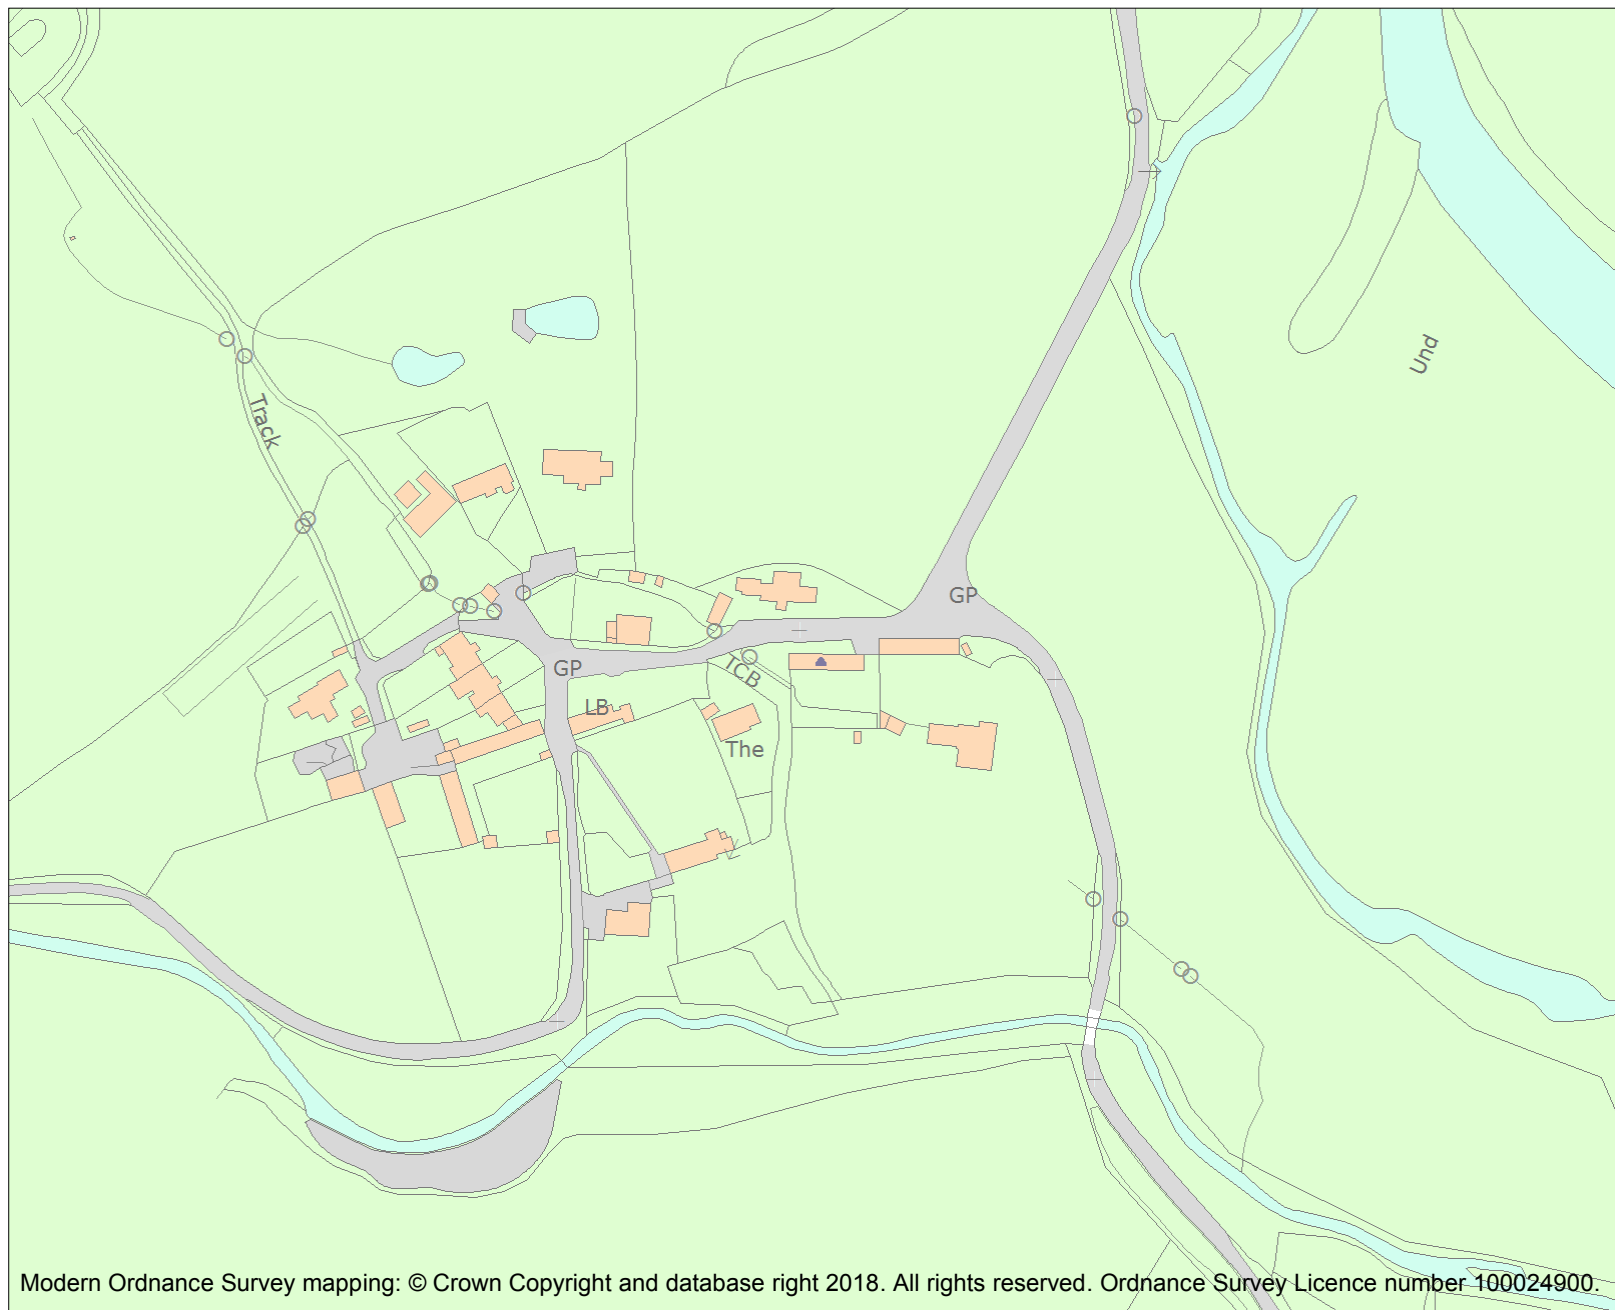 Und
Track
GP
GP
TCB
LB
The
Modern Ordnance Survey mapping: © Crown Copyright and database right 2018. All rights reserved. Ordnance Survey Licence number 100024900.